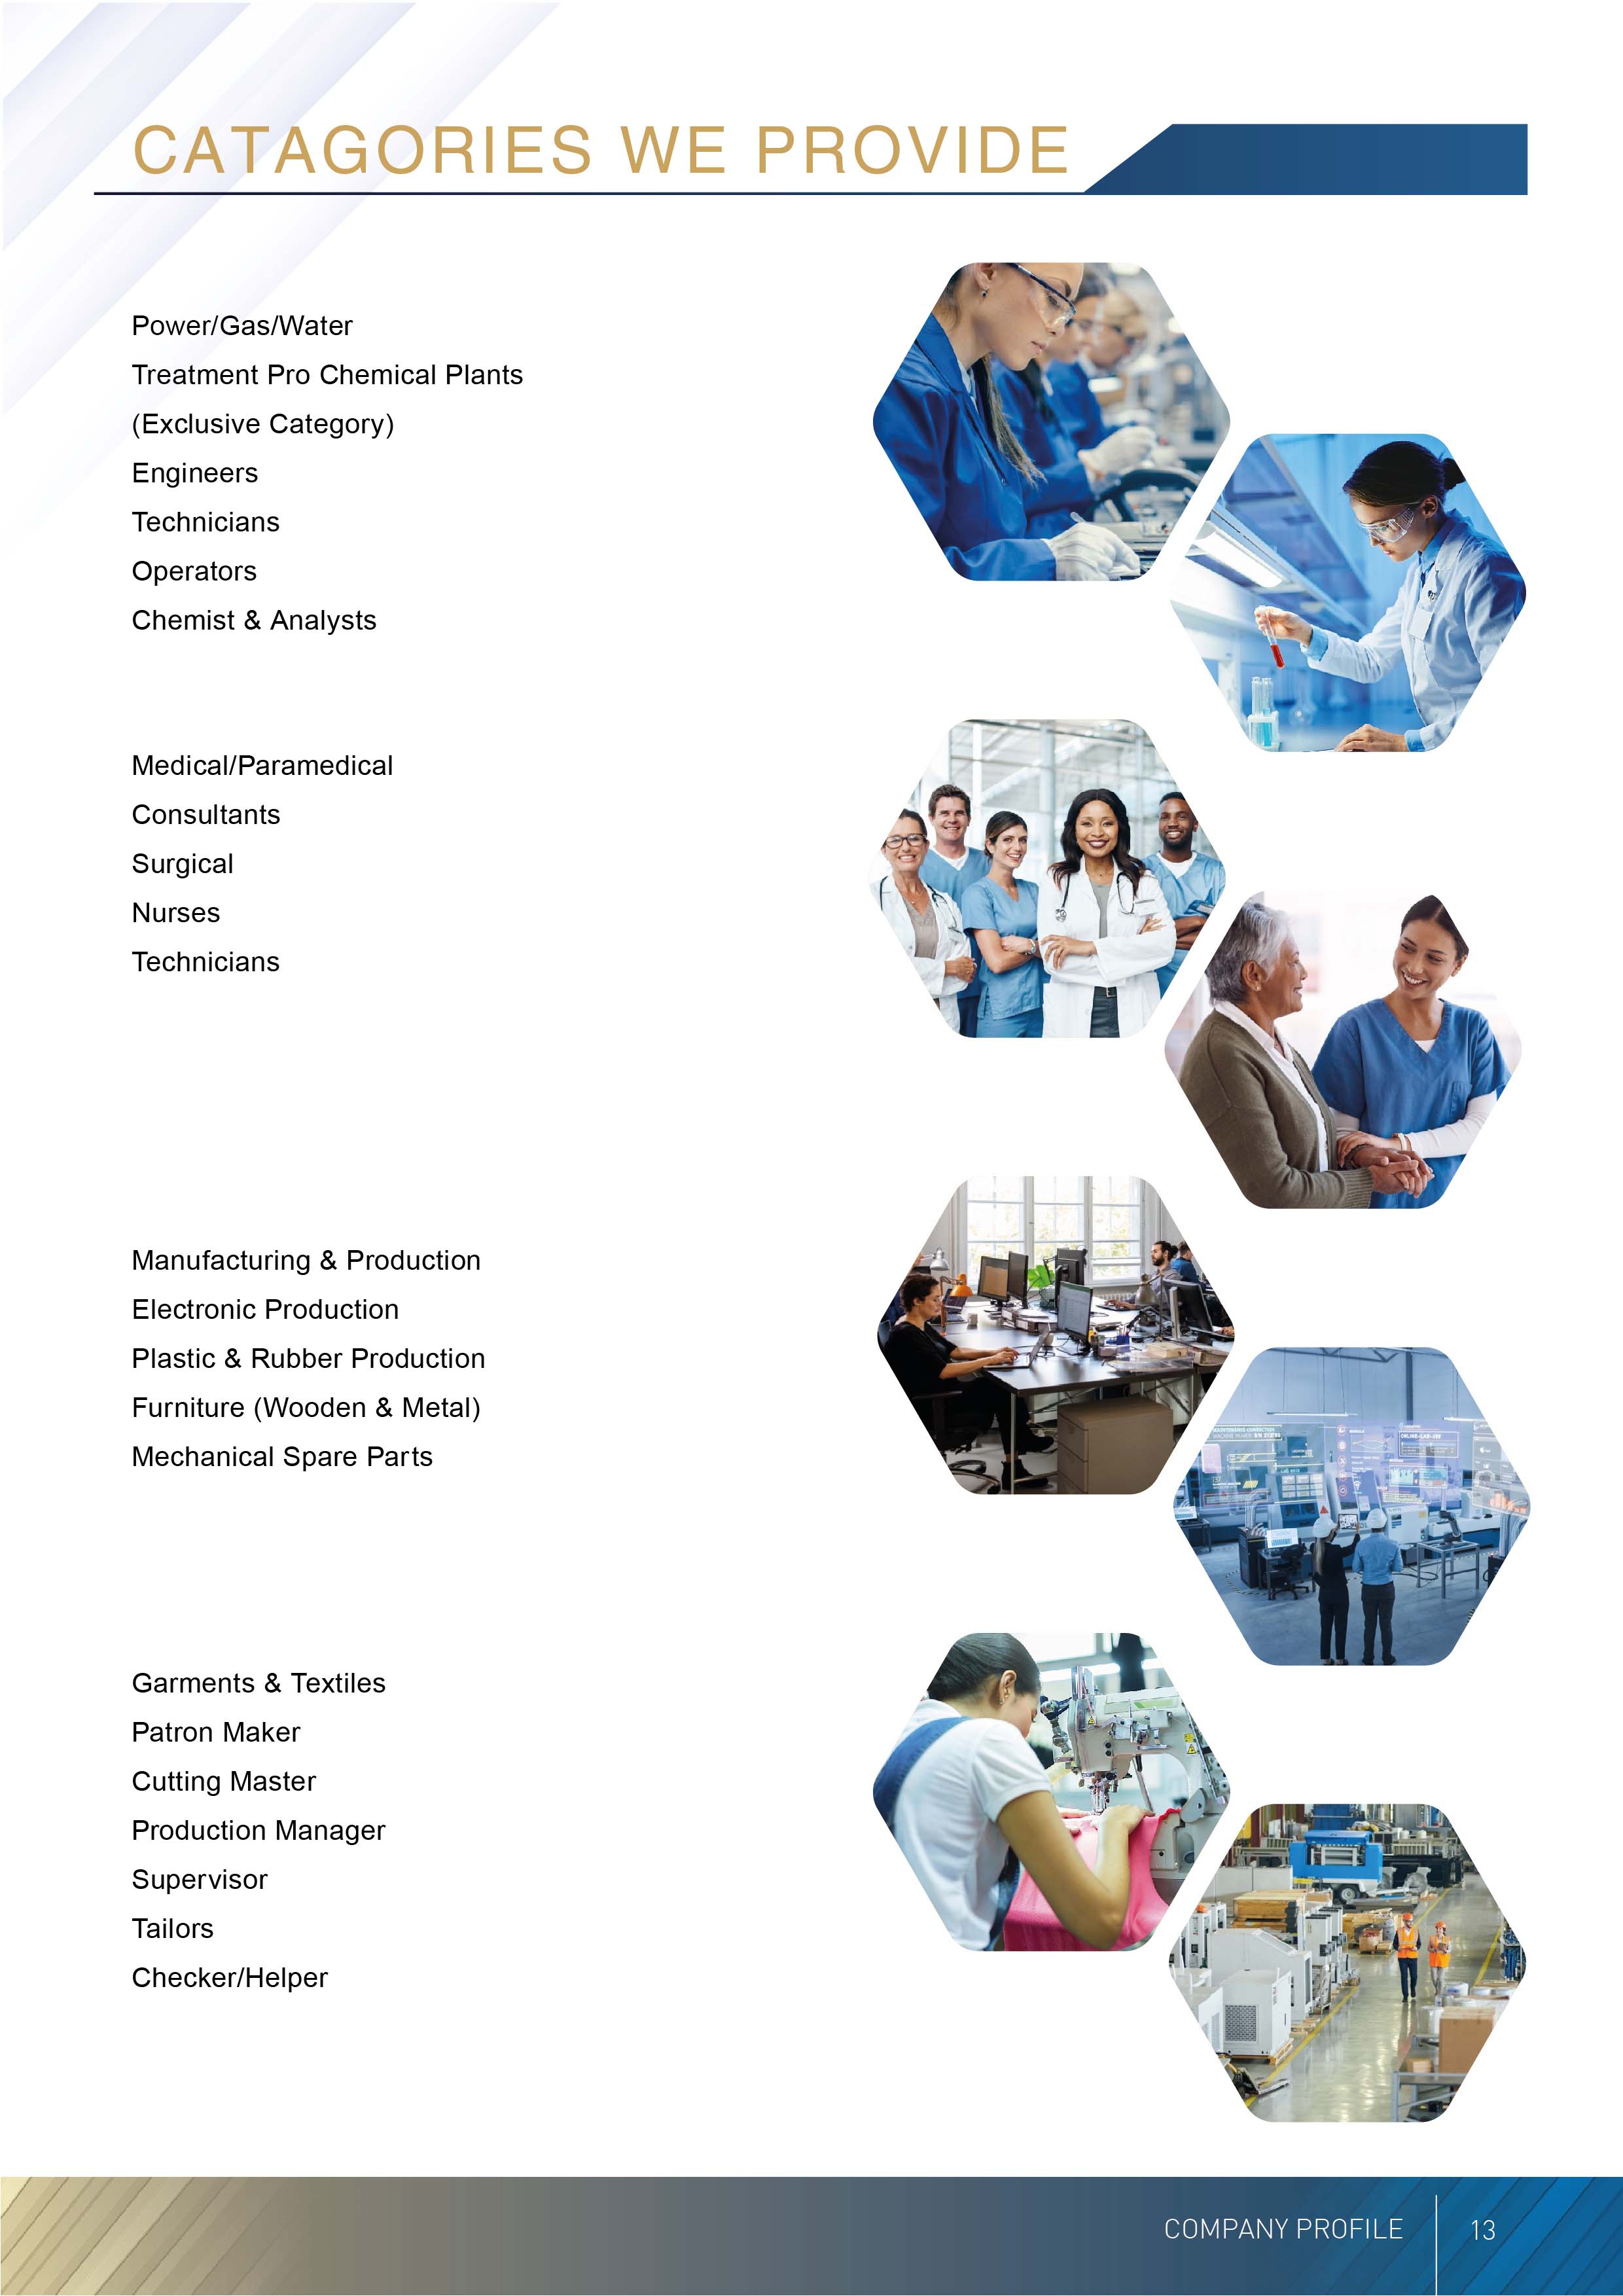 CATAGORIES WE PROVIDE
Power/Gas/Water
Treatment Pro Chemical Plants
(Exclusive Category)
Engineers
Technicians
Operators
Chemist & Analysts
Medical/Paramedical
Consultants
Surgical
Nurses
Technicians
Manufacturing & Production
Electronic Production
Plastic & Rubber Production
Furniture (Wooden & Metal)
Mechanical Spare Parts
Garments & Textiles
Patron Maker
Cutting Master
Production Manager
Supervisor
Tailors
Checker/Helper
COMPANY PROFILE
13